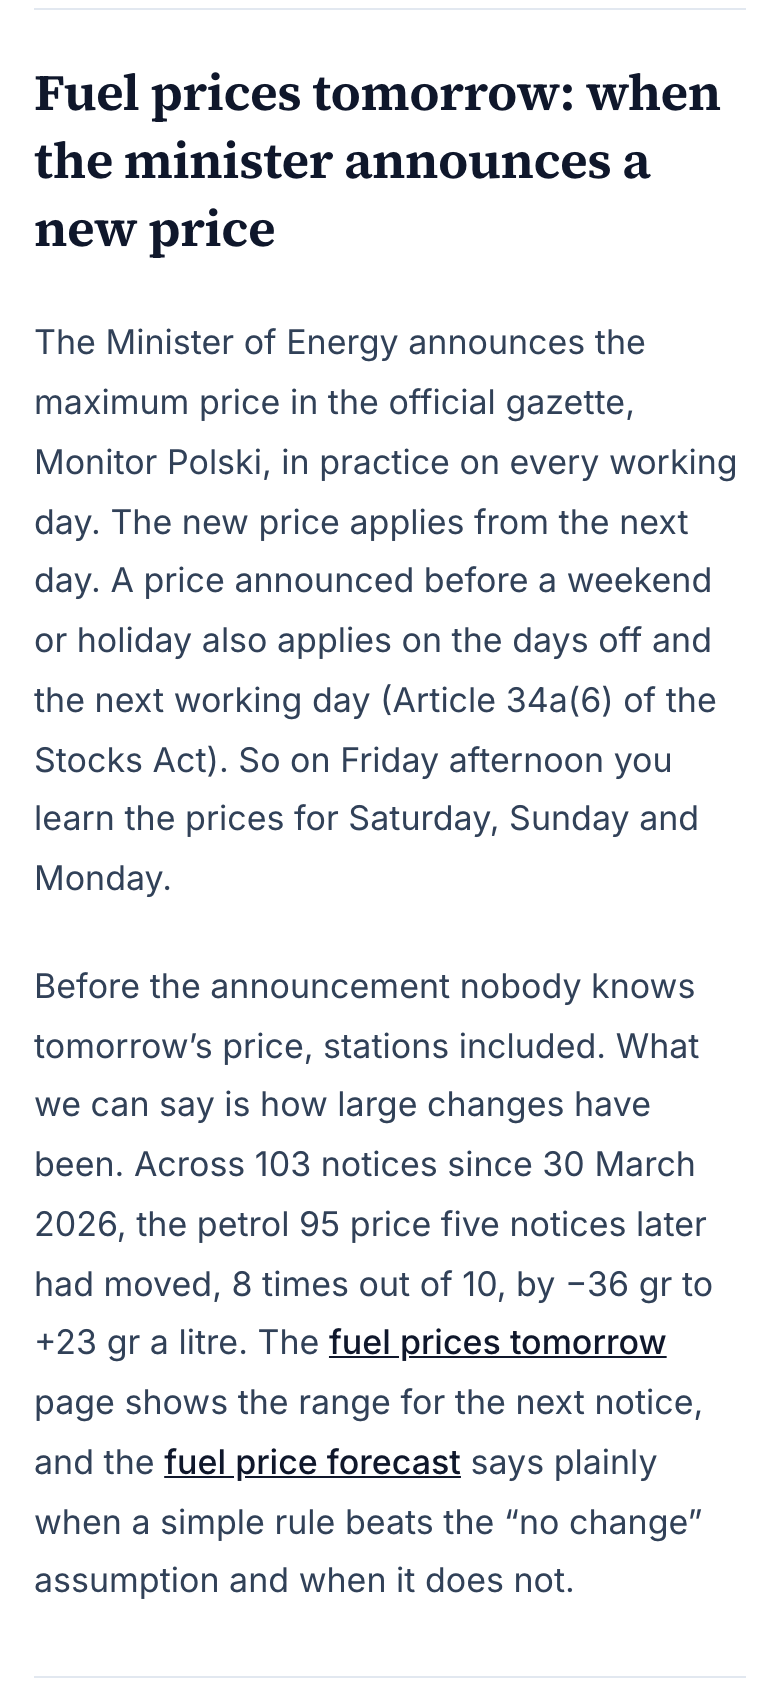 Fuel prices tomorrow: when
the minister announces a
new price
The Minister of Energy announces the
maximum price in the official gazette,
Monitor Polski, in practice on every working
day. The new price applies from the next
day. A price announced before a weekend
or holiday also applies on the days off and
the next working day (Article 34a(6) of the
Stocks Act). So on Friday afternoon you
learn the prices for Saturday, Sunday and
Monday.
Before the announcement nobody knows
tomorrow’s price, stations included. What
we can say is how large changes have
been. Across 103 notices since 30 March
2026, the petrol 95 price five notices later
had moved, 8 times out of 10, by −36 gr to
+23 gr a litre. The fuel prices tomorrow
page shows the range for the next notice,
and the fuel price forecast says plainly
when a simple rule beats the “no change”
assumption and when it does not.